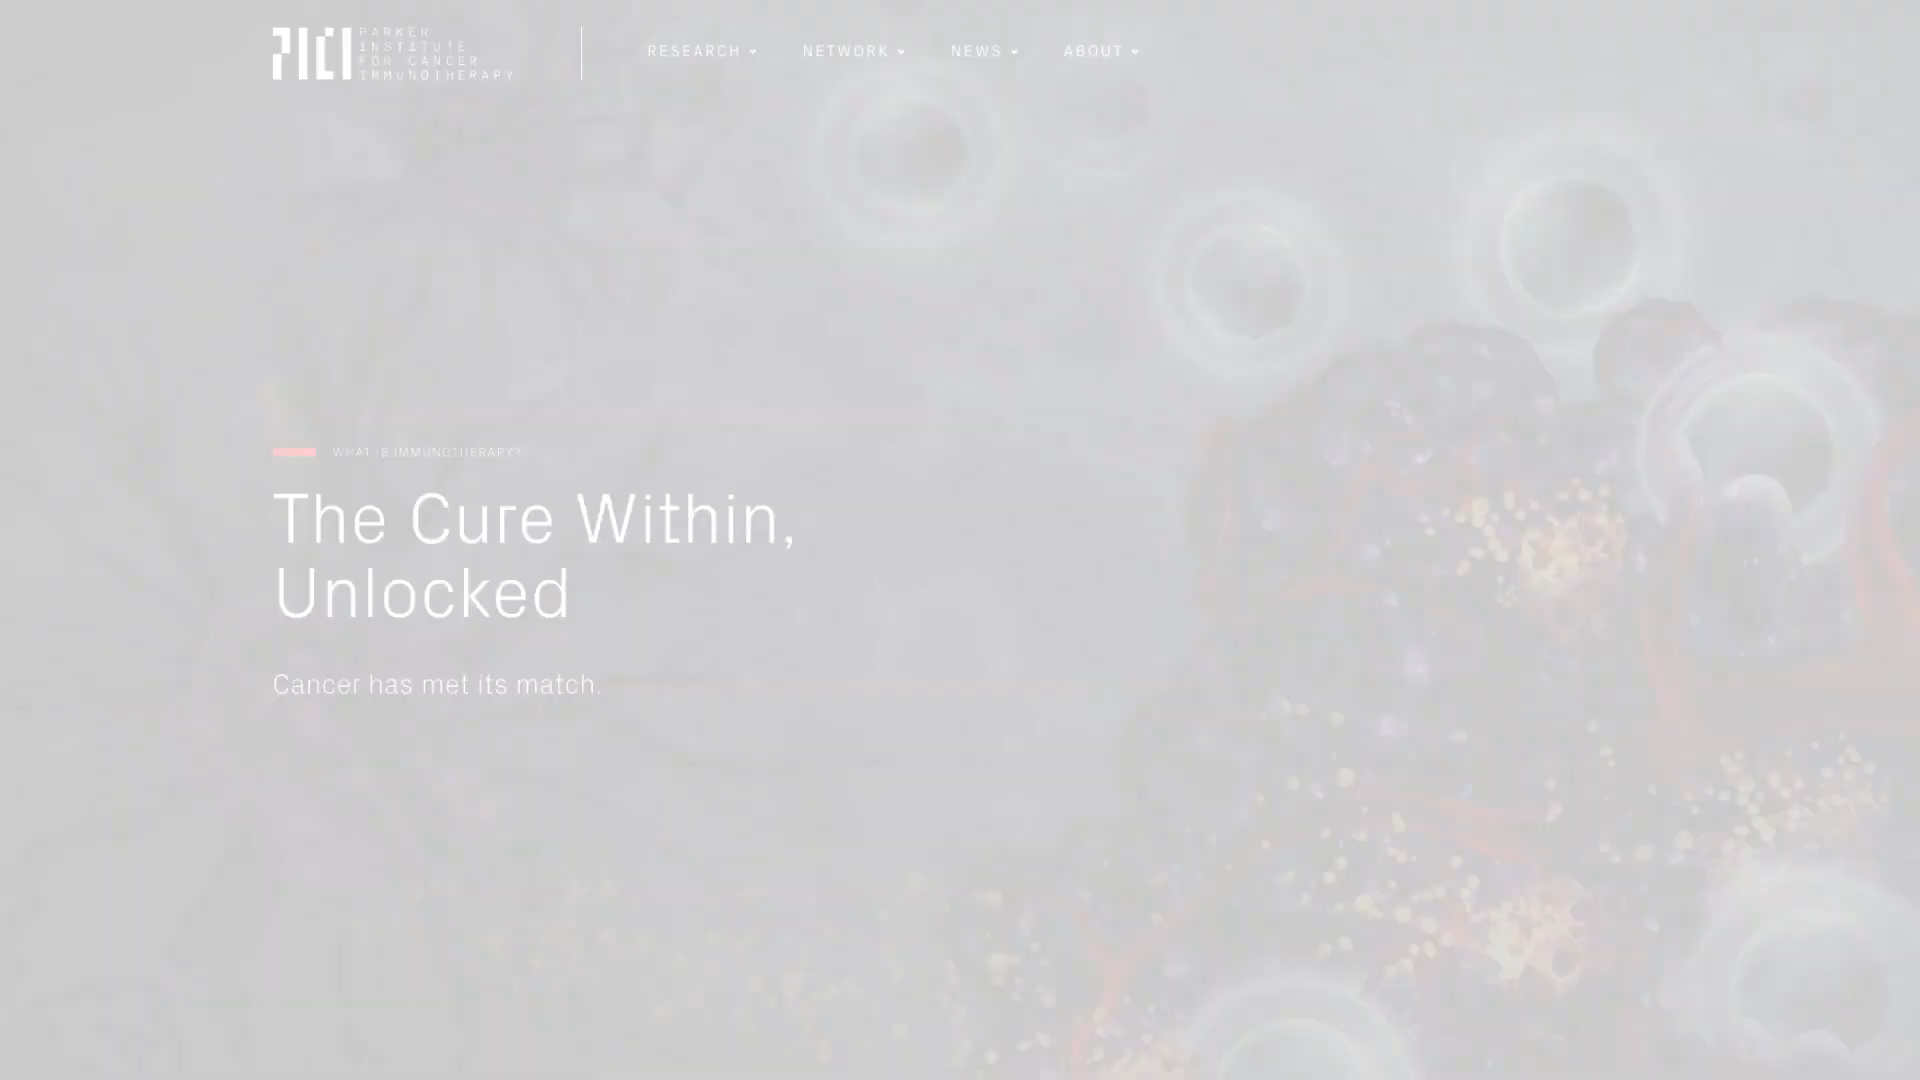 PICI
PARKER
INSTITUTE
FOR CANCER
IMMUNOTHERAPY
RESEARCH
NETWORK
NEWS
ABOUT
WHAT IS IMMUNOTHERAPY?
The Cure Within,
Unlocked
Cancer has met its match.